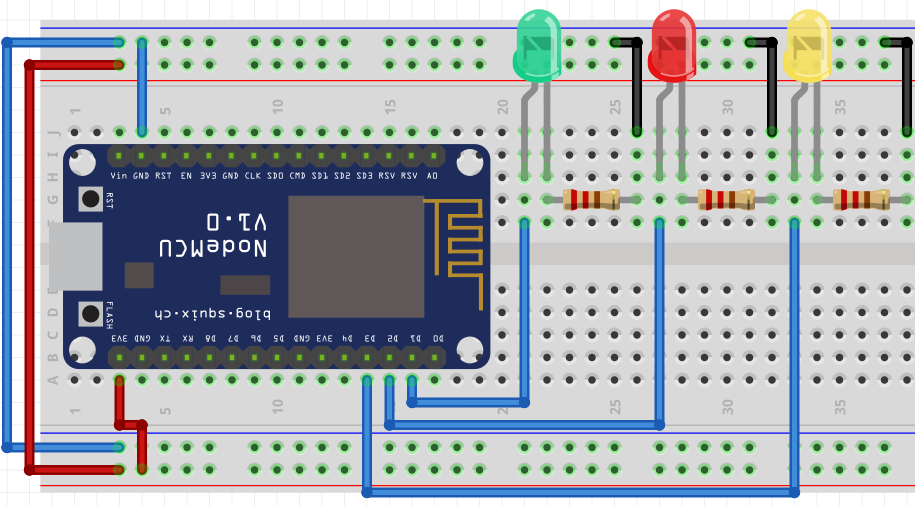 1 5 10 15 20 25 30 35
J
I
H
G
F
Vin GND RST EN 3V3 GND CLK SD0 CMD SD1 SD2 SD3 RSV RSV A0
RST
NodeMCU
V1.0
blog.squix.ch
FLASH
3V3 GND TX RX D8 D7 D6 D5 GND 3V3 D4 D3 D2 D1 D0
E
D
C
B
A
1 5 10 15 20 25 30 35